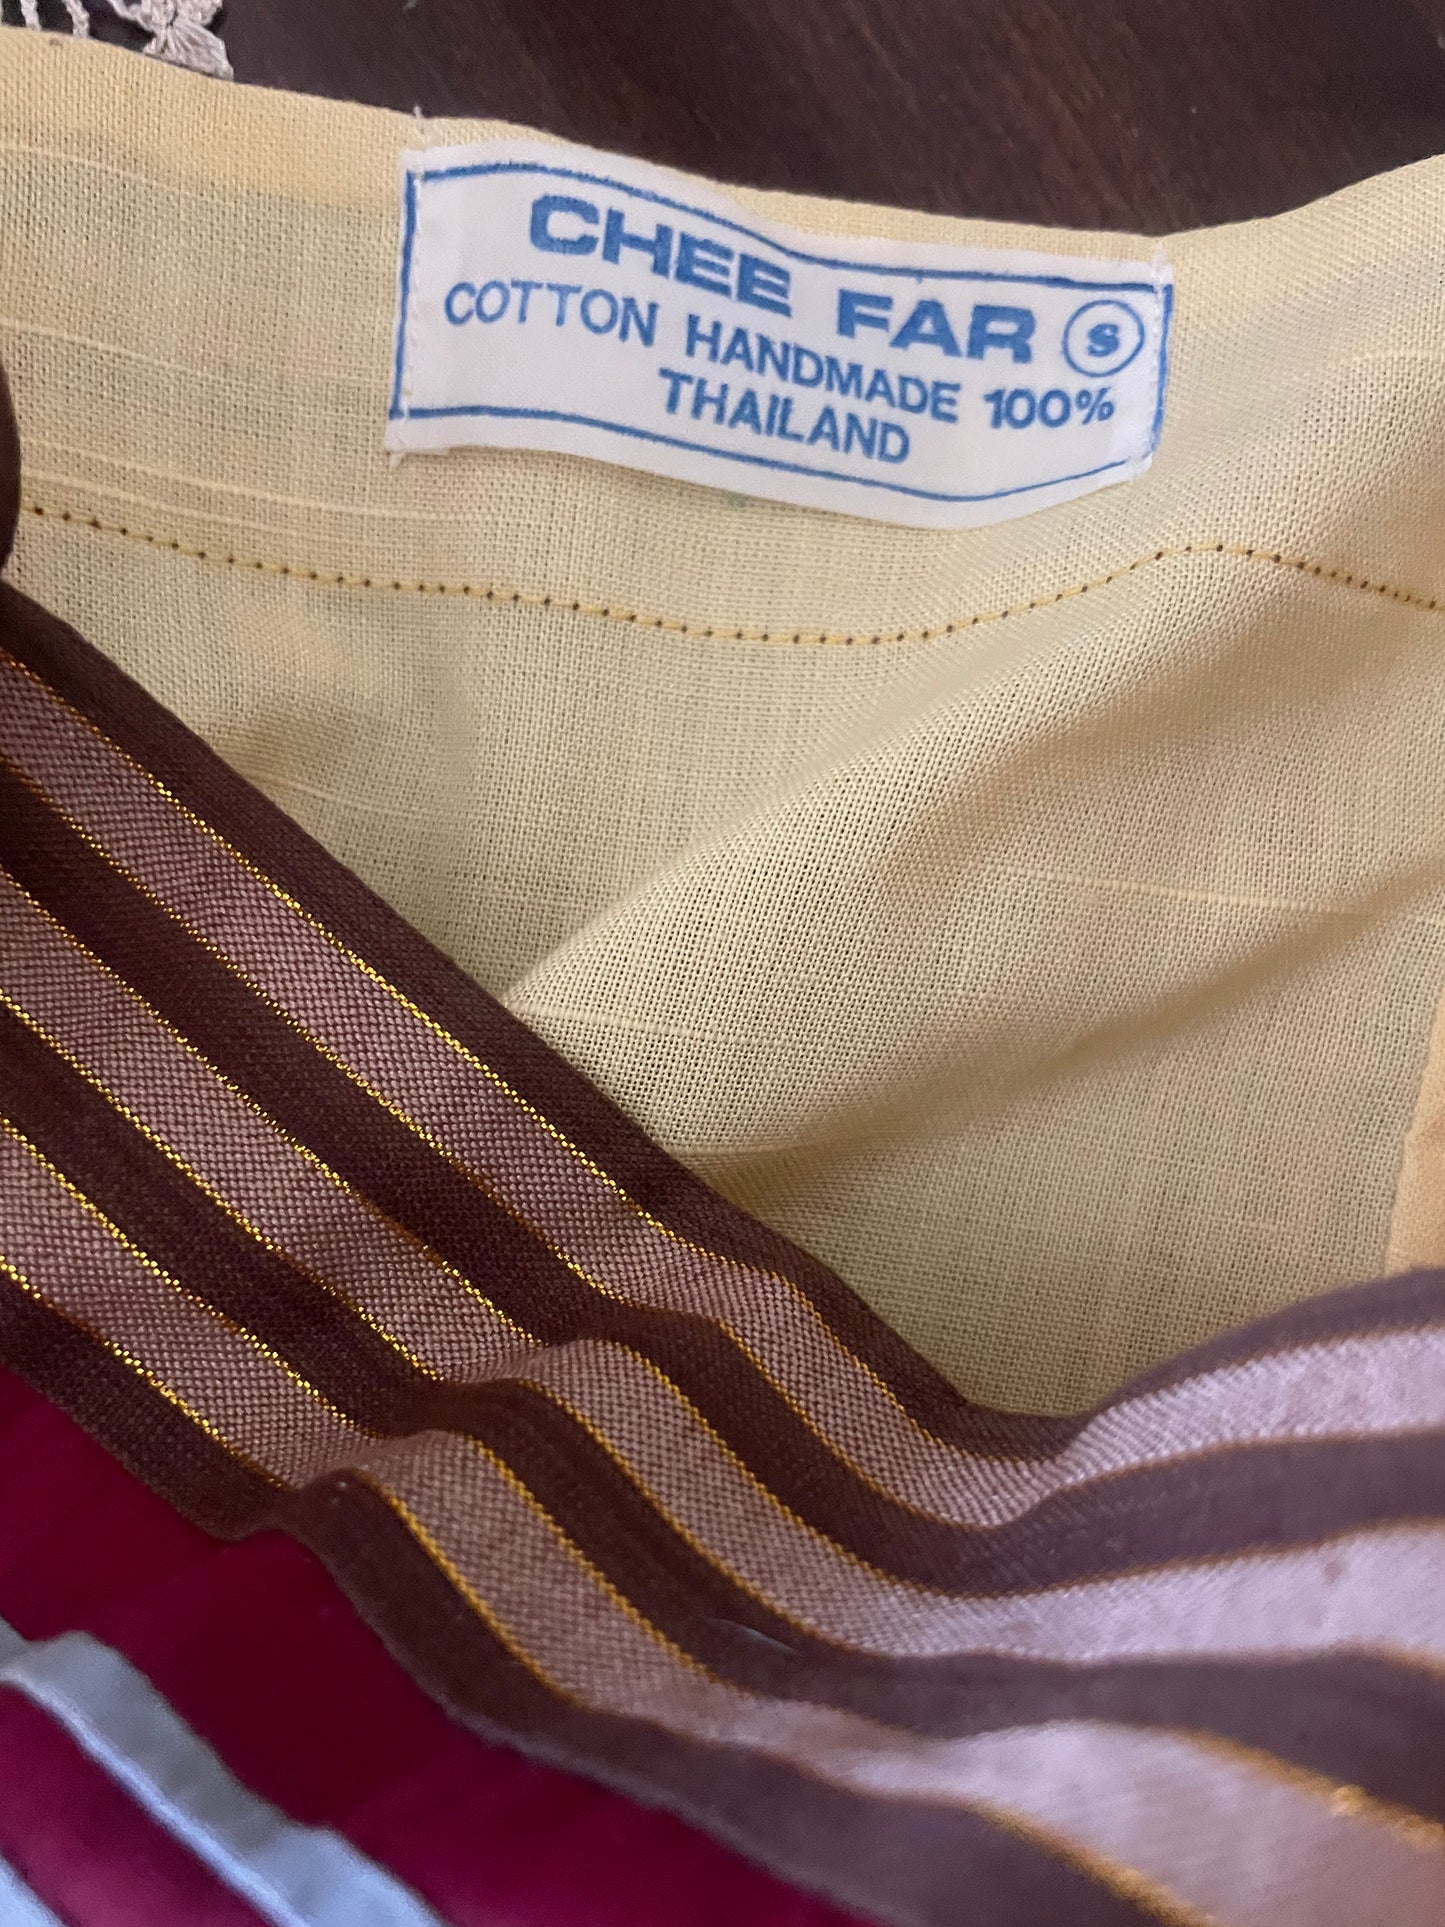 CHEE FAR S
COTTON HANDMADE 100%
THAILAND